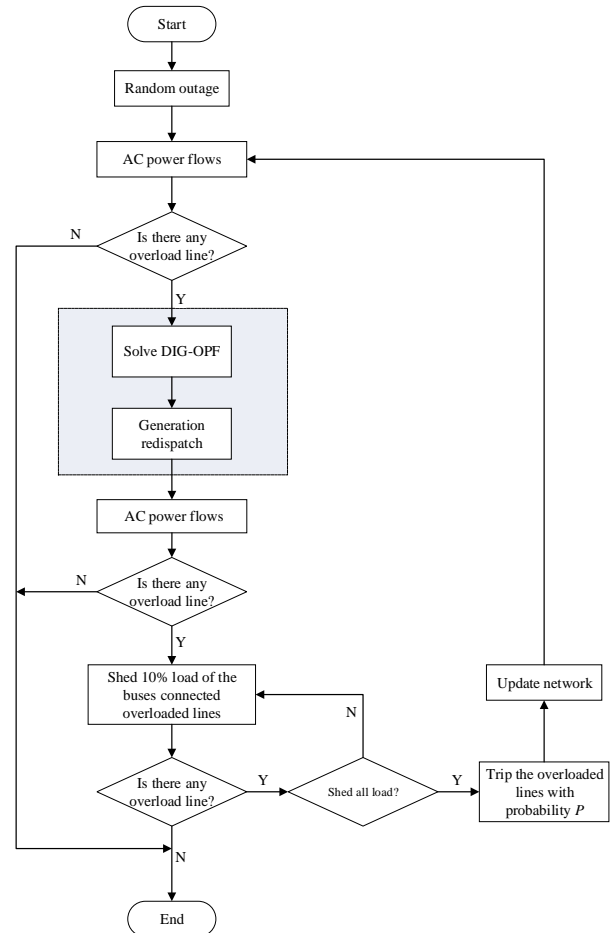 Start
Random outage
AC power flows
Is there any
overload line?
N
Y
Solve DIG-OPF
Generation
redispatch
AC power flows
Is there any
overload line?
N
Y
Shed 10% load of the
buses connected
overloaded lines
N
Update network
Is there any
overload line?
Y
Shed all load?
Y
Trip the overloaded
lines with
probability P
N
End